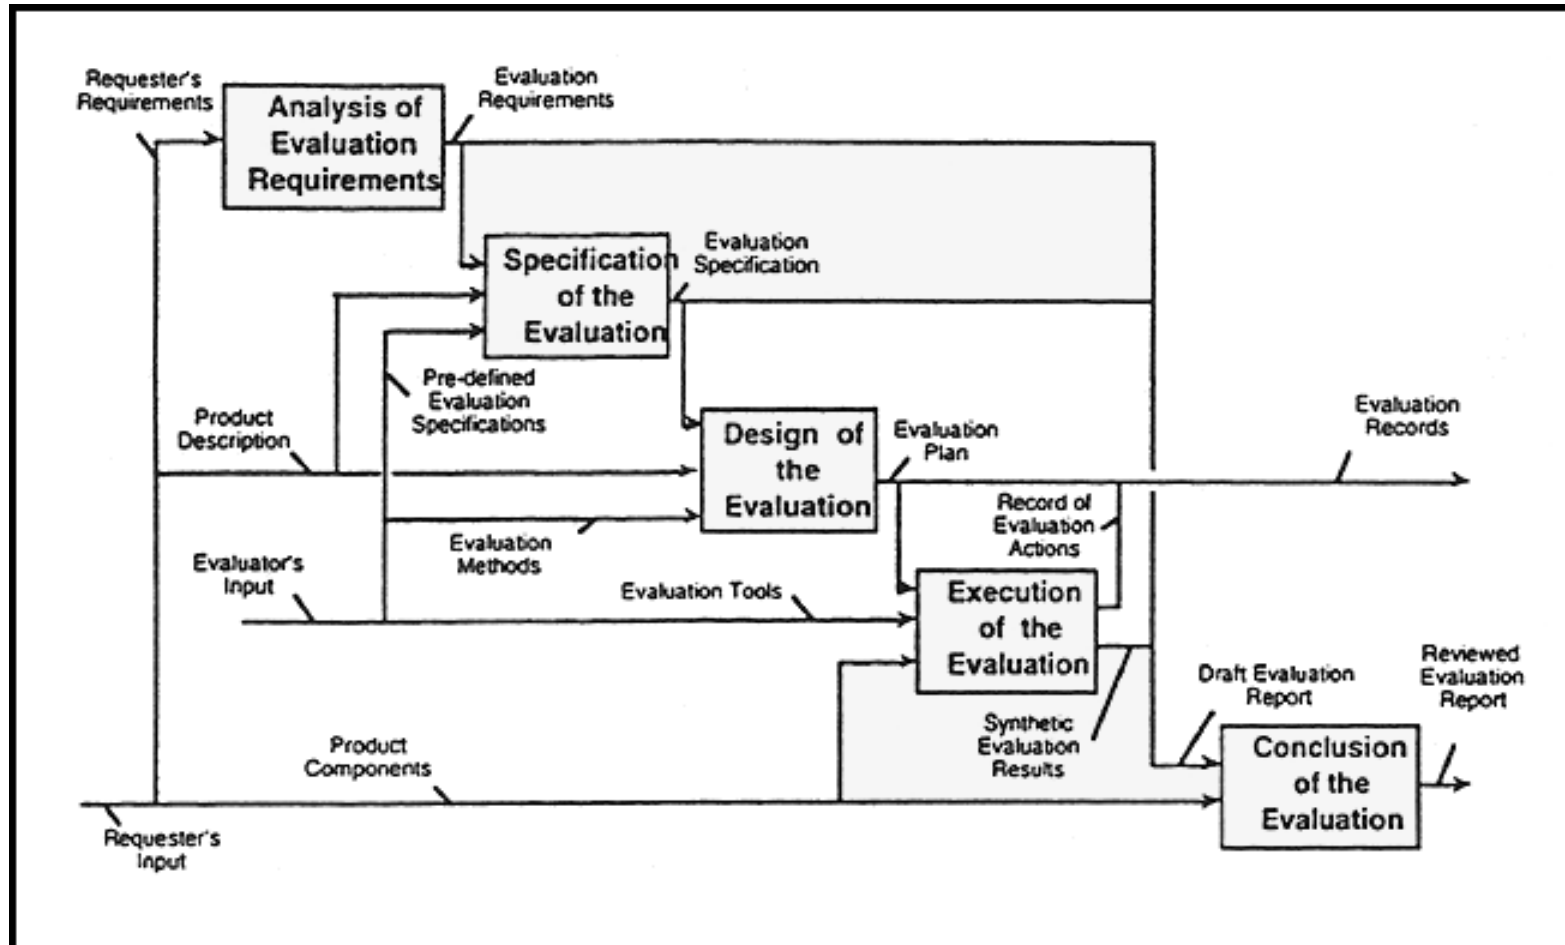 Requester's
Requirements
Analysis of
Evaluation
Requirements
Evaluation
Requirements
Specification
of the
Evaluation
Evaluation
Specification
Pre-defined
Evaluation
Specifications
Product
Description
Design of
the
Evaluation
Evaluation
Plan
Evaluation
Records
Record of
Evaluation
Actions
Evaluation
Methods
Evaluator's
Input
Evaluation Tools
Execution
of the
Evaluation
Synthetic
Evaluation
Results
Draft Evaluation
Report
Reviewed
Evaluation
Report
Product
Components
Conclusion
of the
Evaluation
Requester's
Input